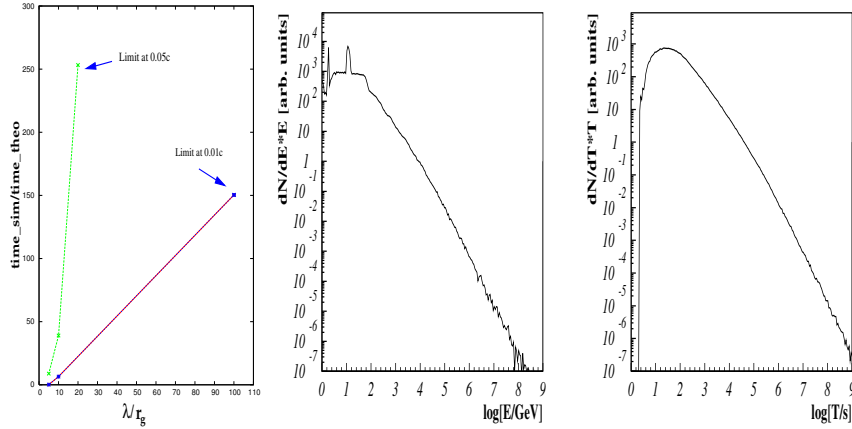 time_sim/time_theo
300
250
200
150
100
50
0
0 10 20 30 40 50 60 70 80 90 100 110
λ/r_g
Limit at 0.05c
Limit at 0.01c
dN/dE*E [arb. units]
10^4
10^3
10^2
10
1
10^-1
10^-2
10^-3
10^-4
10^-5
10^-6
10^-7
0 1 2 3 4 5 6 7 8 9
log[E/GeV]
dN/dT*T [arb. units]
10^3
10^2
10
1
10^-1
10^-2
10^-3
10^-4
10^-5
10^-6
10^-7
0 1 2 3 4 5 6 7 8 9
log[T/s]